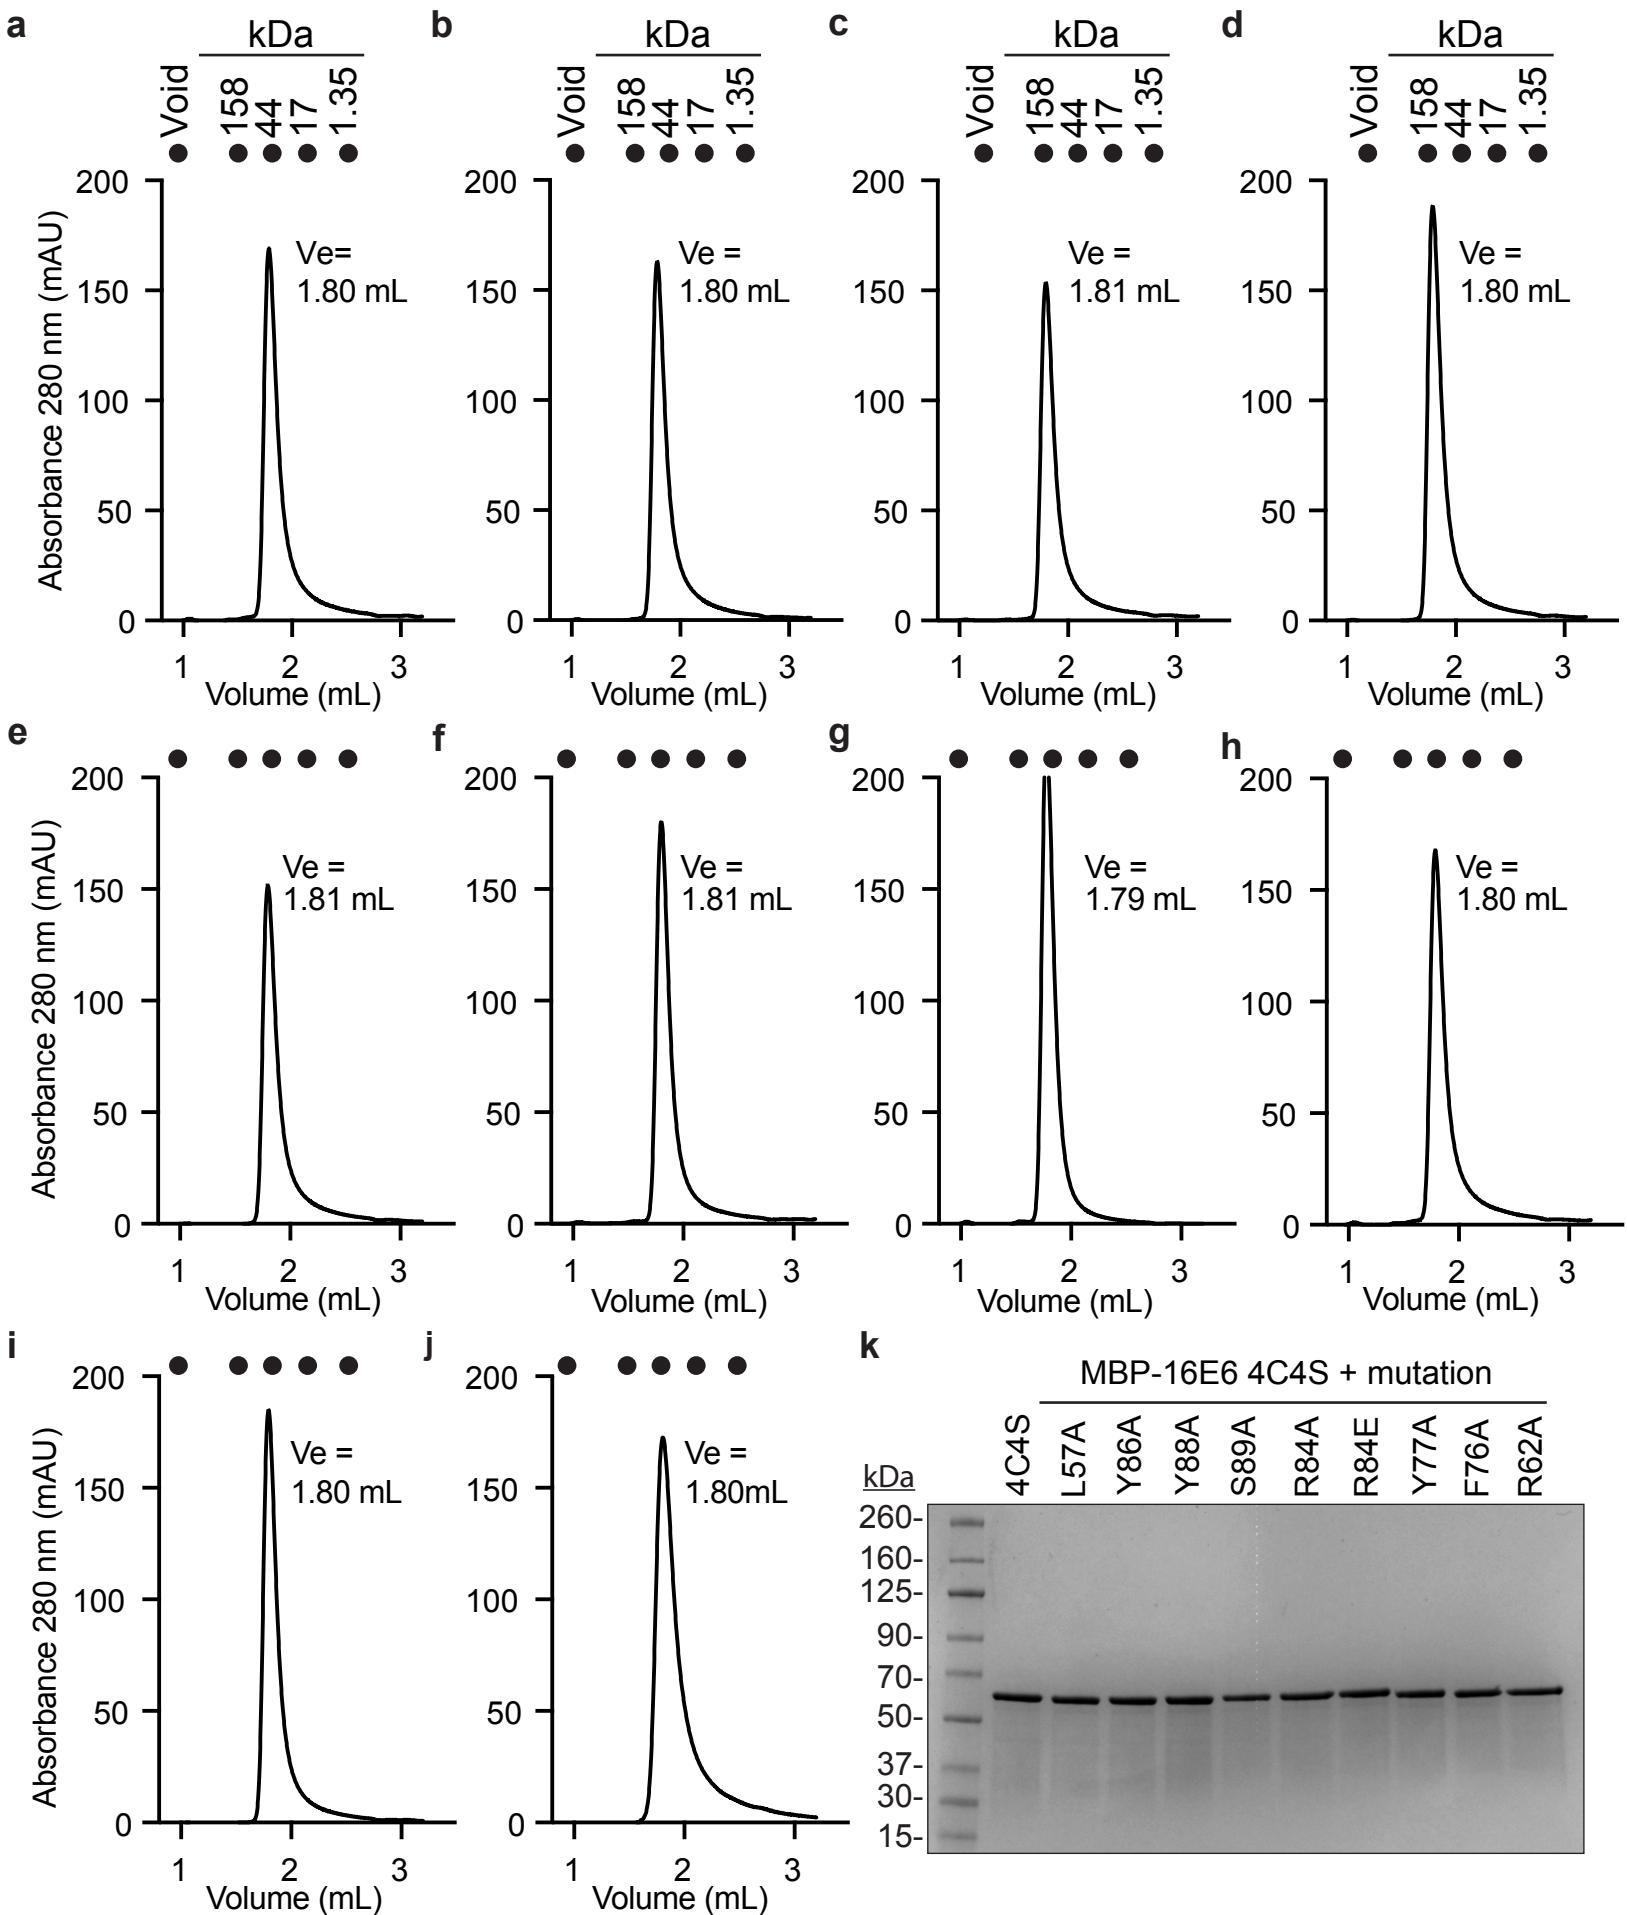 a
kDa
Void
158
44
17
1.35
200
150
100
50
0
Absorbance 280 nm (mAU)
Ve=
1.80 mL
1
2
3
Volume (mL)
b
kDa
Void
158
44
17
1.35
200
150
100
50
0
Ve =
1.80 mL
1
2
3
Volume (mL)
c
kDa
Void
158
44
17
1.35
200
150
100
50
0
Ve =
1.81 mL
1
2
3
Volume (mL)
d
kDa
Void
158
44
17
1.35
200
150
100
50
0
Ve =
1.80 mL
1
2
3
Volume (mL)
e
200
150
100
50
0
Absorbance 280 nm (mAU)
Ve =
1.81 mL
1
2
3
Volume (mL)
f
200
150
100
50
0
Ve =
1.81 mL
1
2
3
Volume (mL)
g
200
150
100
50
0
Ve =
1.79 mL
1
2
3
Volume (mL)
h
200
150
100
50
0
Ve =
1.80 mL
1
2
3
Volume (mL)
i
200
150
100
50
0
Absorbance 280 nm (mAU)
Ve =
1.80 mL
1
2
3
Volume (mL)
j
200
150
100
50
0
Ve =
1.80mL
1
2
3
Volume (mL)
k
MBP-16E6 4C4S + mutation
4C4S
L57A
Y86A
Y88A
S89A
R84A
R84E
Y77A
F76A
R62A
kDa
260-
160-
125-
90-
70-
50-
37-
30-
15-